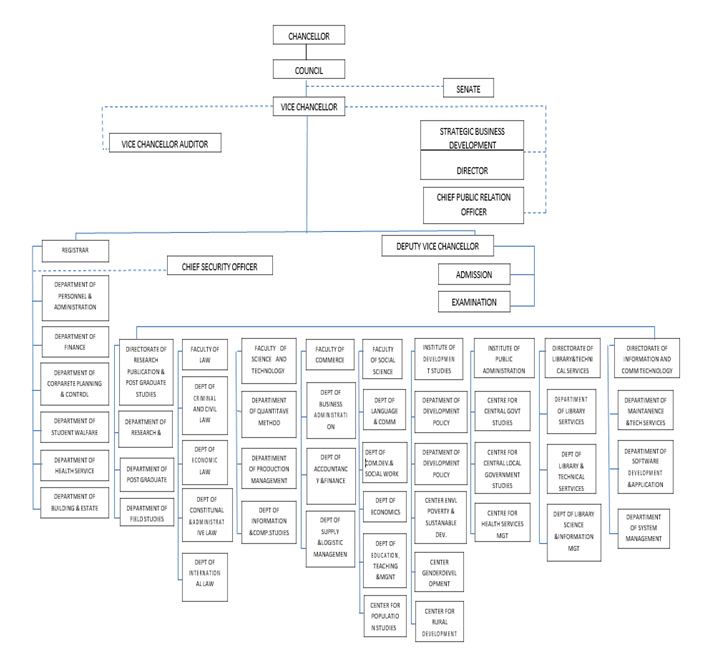 CHANCELLOR
COUNCIL
SENATE
VICE CHANCELLOR
VICE CHANCELLOR AUDITOR
STRATEGIC BUSINESS
DEVELOPMENT
DIRECTOR
CHIEF PUBLIC RELATION
OFFICER
REGISTRAR
DEPUTY VICE CHANCELLOR
CHIEF SECURITY OFFICER
ADMISSION
EXAMINATION
DEPARTMENT OF
PERSONNEL &
ADMINISTRATION
DEPARTMENT OF
FINANCE
DEPARTMENT OF
CORPARETE PLANNING
& CONTROL
DEPARTMENT OF
STUDENT WALFARE
DEPARTMENT OF
HEALTH SERVICE
DEPARTMENT OF
BUILDING & ESTATE
DIRECTORATE OF
RESEARCH
PUBLICATION &
POST GRADUATE
STUDIES
DEPARTMENT OF
RESEARCH &
DEPARTMENT OF
POST GRADUATE
DEPARTMENT OF
FIELD STUDIES
FACULTY OF
LAW
DEPT OF
CRIMINAL
AND CIVIL
LAW
DEPT OF
ECONOMIC
LAW
DEPT OF
CONSTITUNAL
&ADMINISTRAT
IVE LAW
DEPT OF
INTERNATION
AL LAW
FACULTY OF
SCIENCE AND
TECHNOLOGY
DEPARTMENT
OF QUANTITAVE
METHOD
DEPARTMENT
OF PRODUCTION
MANAGEMENT
DEPT OF
INFORMATION
&COMP.STUDIES
FACULTY OF
COMMERCE
DEPT OF
BUSINESS
ADMINISTRATI
ON
DEPT OF
ACCOUNTANC
Y &FINANCE
DEPT OF
SUPPLY
&LOGISTIC
MANAGEMEN
FACULTY
OF SOCIAL
SCIENCE
DEPT OF
LANGUAGE
& COMM
DEPT OF
COM.DEV.&
SOCIAL WORK
DEPT OF
ECONOMICS
DEPT OF
EDUCATION,
TEACHING
&MGNT
CENTER FOR
POPULATIO
N STUDIES
INSTITUTE OF
DEVELOPMEN
T STUDIES
DEPARTMENT OF
DEVELOPMENT
POLICY
DEPATMENT OF
DEVELOPMENT
POLICY
CENTER ENVI.
POVERTY &
SUSTAINABLE
DEV.
CENTER
GENDERDEVEL
OPMENT
CENTER FOR
RURAL
DEVELOPMENT
INSTITUTE OF
PUBLIC
ADMINISTRATION
CENTRE FOR
CENTRAL GOVT
STUDIES
CENTRE FOR
CENTRAL LOCAL
GOVERNMENT
STUDIES
CENTRE FOR
HEALTH SERVICES
MGT
DIRECTORATE OF
LIBRARY&TECHNI
CAL SERVICES
DEPARTMENT
OF LIBRARY
SERTVICES
DEPT OF
LIBRARY &
TECHNICAL
SERTVICES
DEPT OF LIBRARY
SCIENCE
&INFORMATION
MGT
DIRECTORATE OF
INFORMATION AND
COMM TECHNOLOGY
DEPARTMENT OF
MAINTANENCE
&TECH SERVICES
DEPARTMENT OF
SOFTWARE
DEVELOPMENT
&APPLICATION
DEPARTMENT
OF SYSTEM
MANAGEMENT